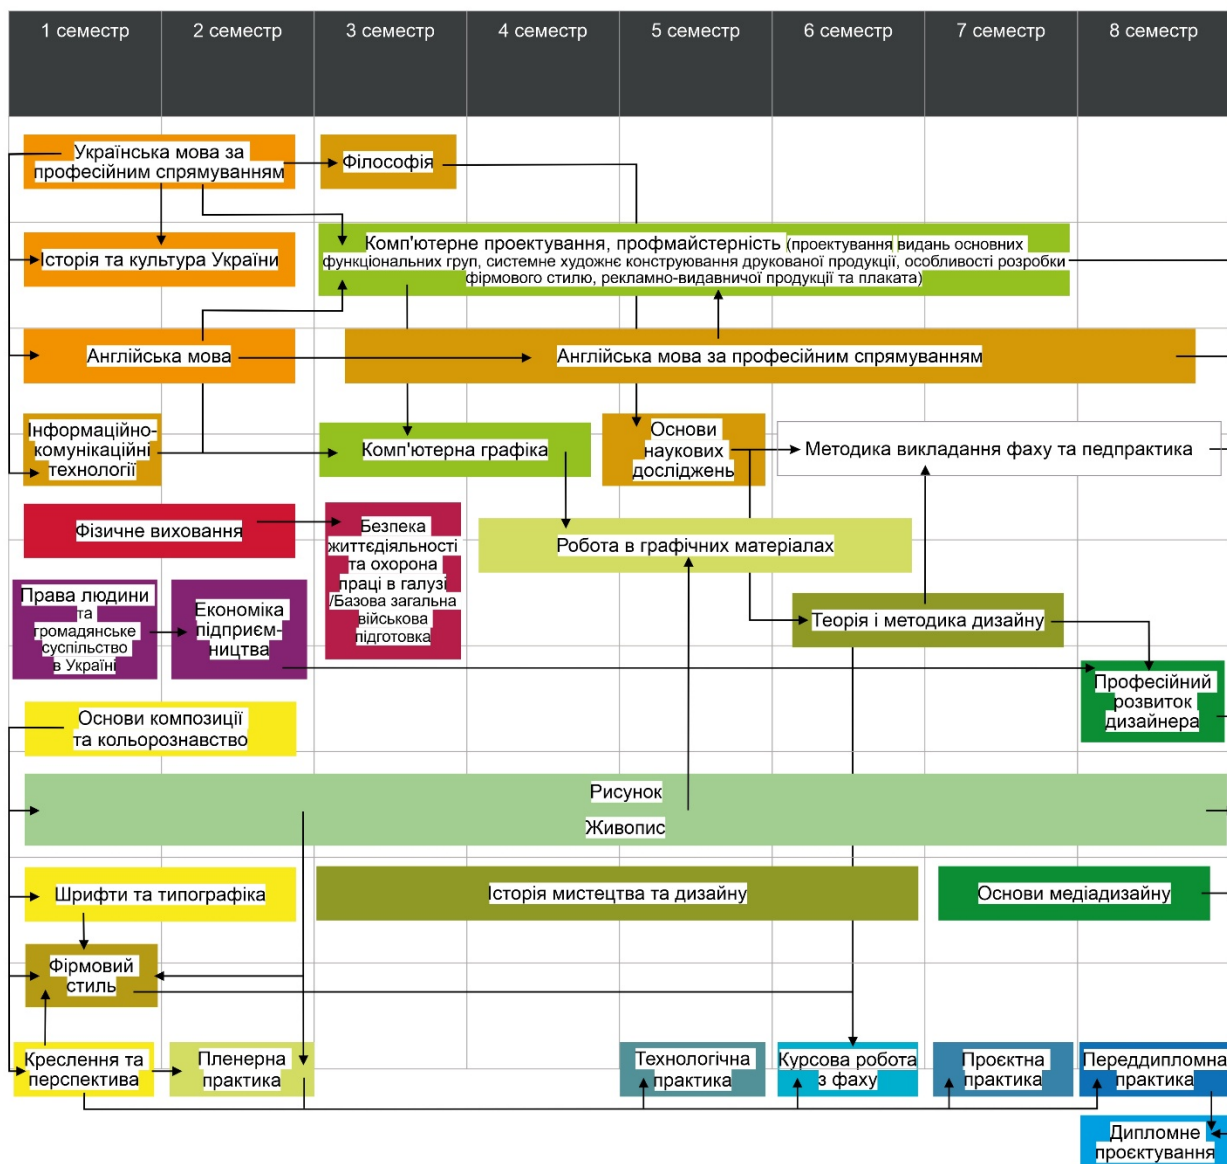 1 семестр
2 семестр
3 семестр
4 семестр
5 семестр
6 семестр
7 семестр
8 семестр
Українська мова за
професійним спрямуванням
Філософія
Історія та культура України
Комп'ютерне проектування, профмайстерність (проектування видань основних
функціональних груп, системне художнє конструювання друкованої продукції, особливості розробки
фірмового стилю, рекламно-видавничої продукції та плаката)
Англійська мова
Англійська мова за професійним спрямуванням
Інформаційно-
комунікаційні
технології
Комп'ютерна графіка
Основи
наукових
досліджень
Методика викладання фаху та педпрактика
Фізичне виховання
Безпека
життєдіяльності
та охорона
праці в галузі
/Базова загальна
військова
підготовка
Робота в графічних матеріалах
Права людини
та
громадянське
суспільство
в Україні
Економіка
підприєм-
ництва
Теорія і методика дизайну
Професійний
розвиток
дизайнера
Основи композиції
та кольорознавство
Рисунок
Живопис
Шрифти та типографіка
Історія мистецтва та дизайну
Основи медіадизайну
Фірмовий
стиль
Креслення та
перспектива
Пленерна
практика
Технологічна
практика
Курсова робота
з фаху
Проєктна
практика
Переддипломна
практика
Дипломне
проєктування